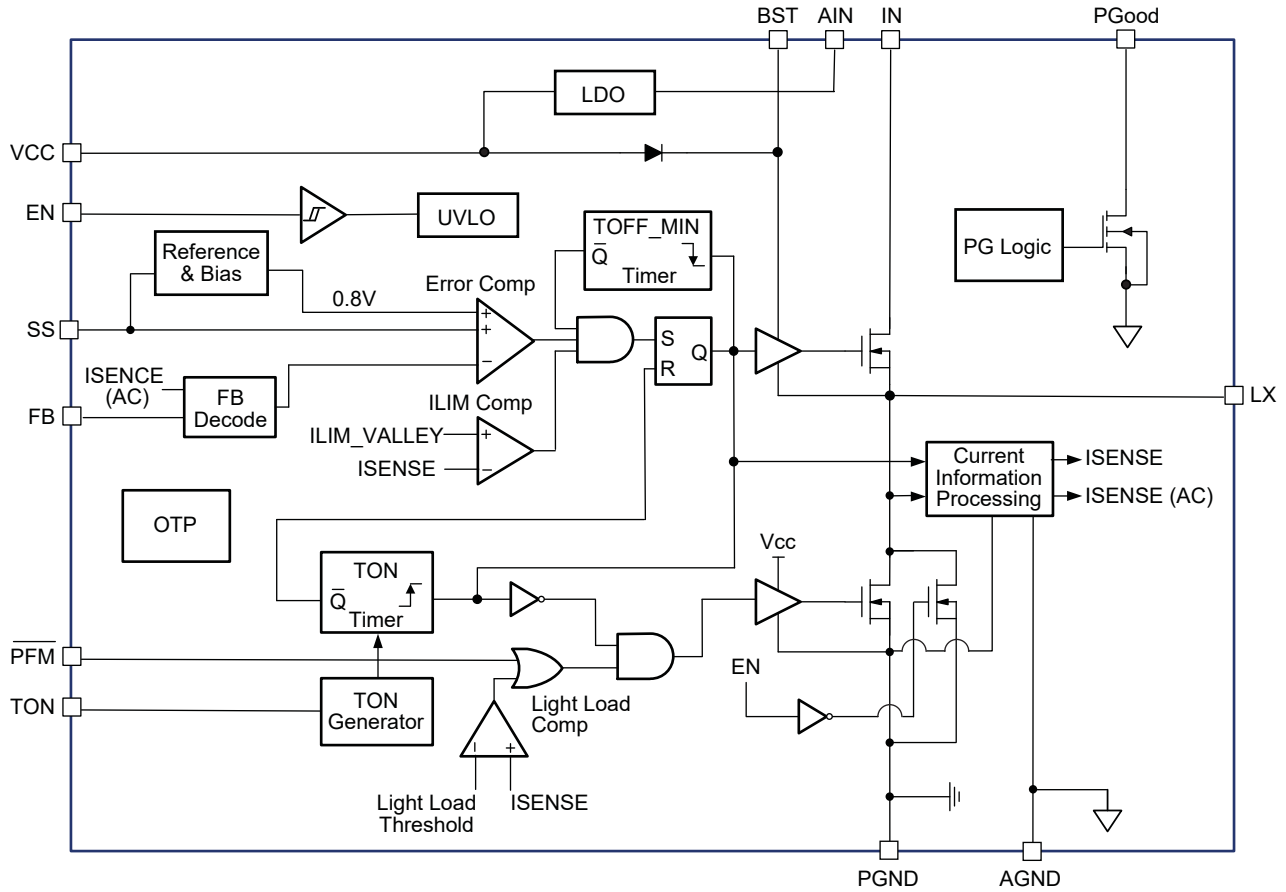 BST AIN IN PGood
LDO
VCC
EN
UVLO
TOFF_MIN
Q̅
Timer
PG Logic
Reference
& Bias
Error Comp
0.8V
+
+
−
SS
S
R
Q
ISENCE
(AC)
FB
Decode
FB
ILIM Comp
ILIM_VALLEY
+
ISENSE
−
LX
Current
Information
Processing
ISENSE
ISENSE (AC)
OTP
Vcc
TON
Q̅
Timer
P̅F̅M̅
EN
TON
TON
Generator
Light Load
Comp
− +
Light Load
Threshold
ISENSE
PGND AGND